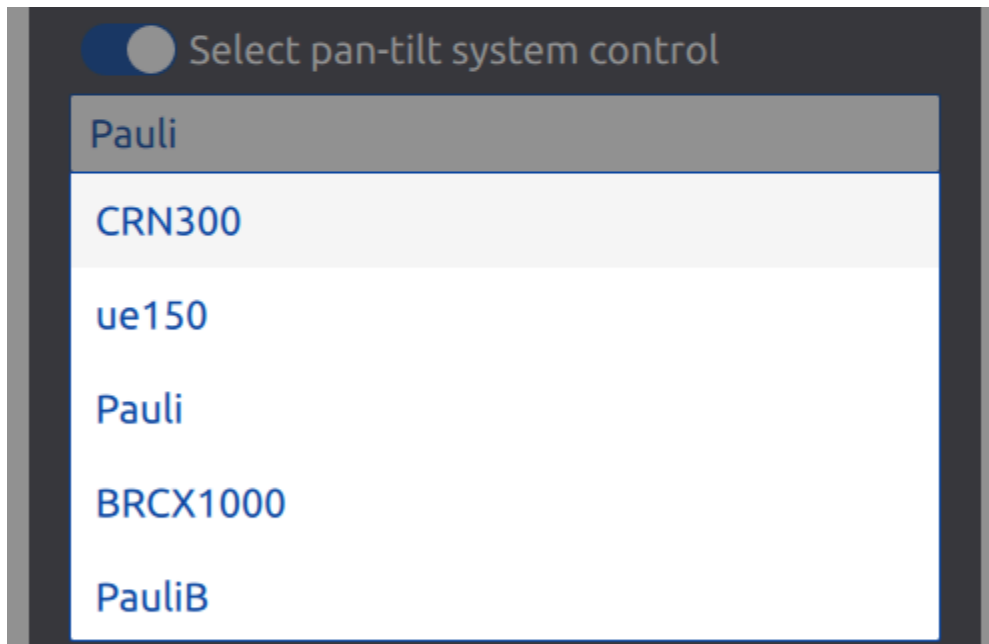 Select pan-tilt system control
Pauli
CRN300
ue150
Pauli
BRCX1000
PauliB